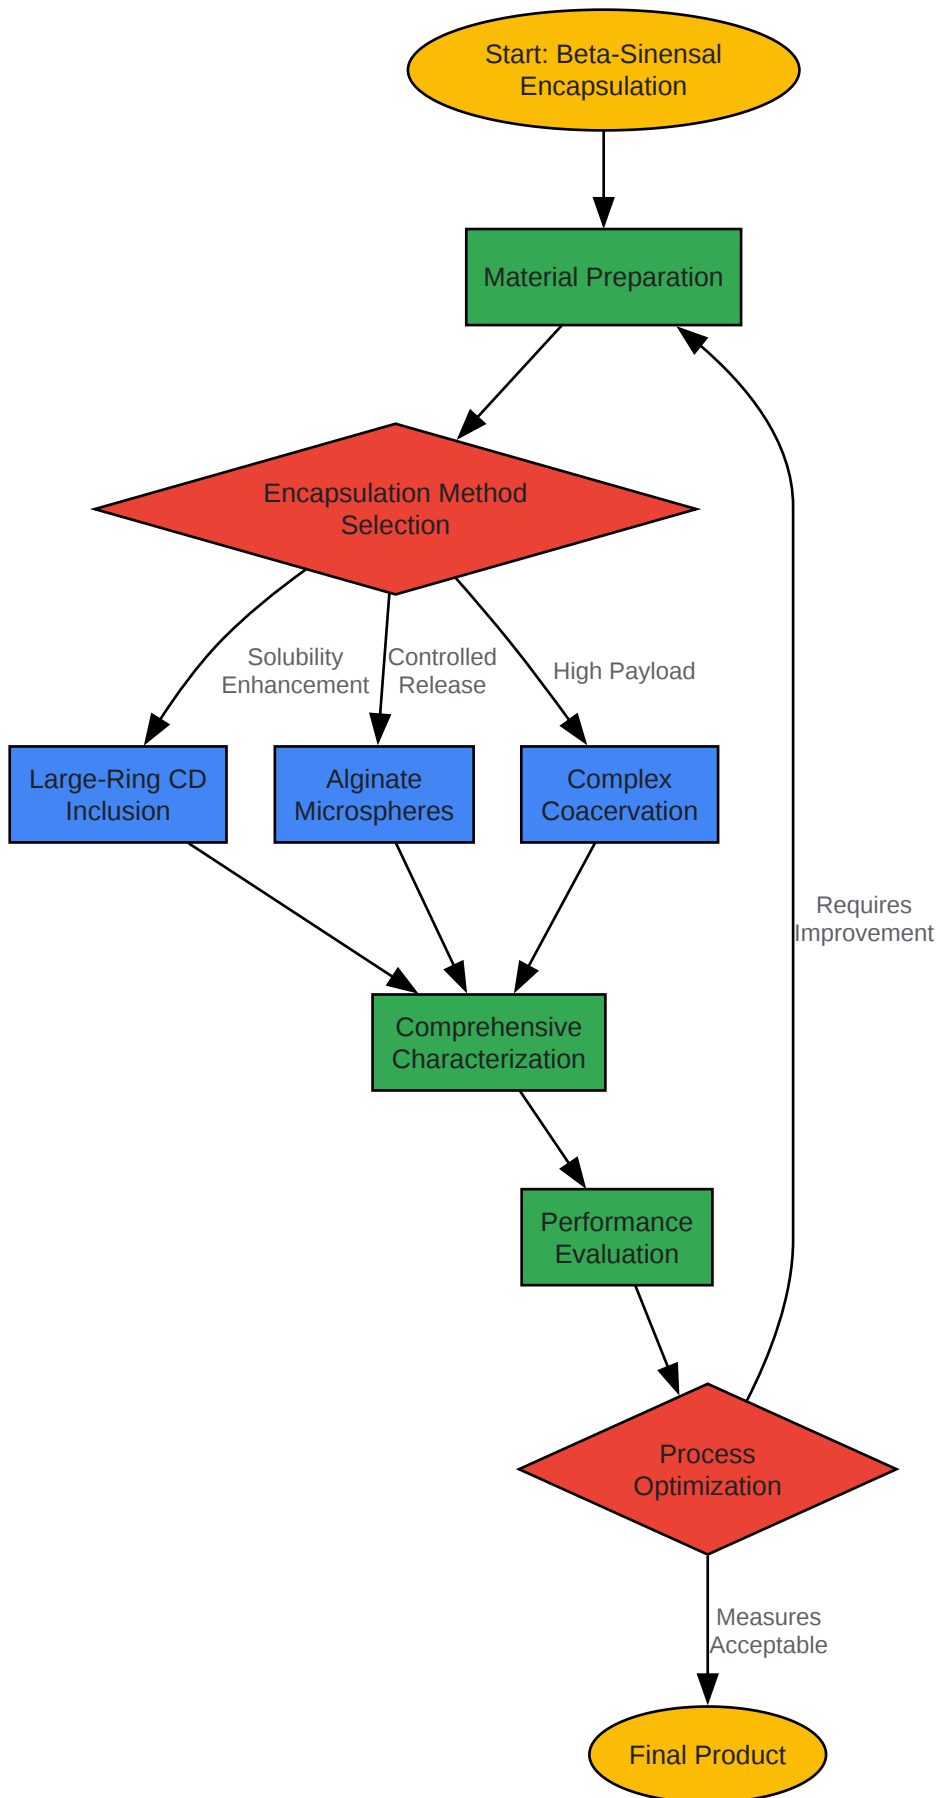 Start: Beta-Sinensal
Encapsulation
Material Preparation
Encapsulation Method
Selection
Solubility
Enhancement
Controlled
Release
High Payload
Large-Ring CD
Inclusion
Alginate
Microspheres
Complex
Coacervation
Requires
Improvement
Comprehensive
Characterization
Performance
Evaluation
Process
Optimization
Measures
Acceptable
Final Product